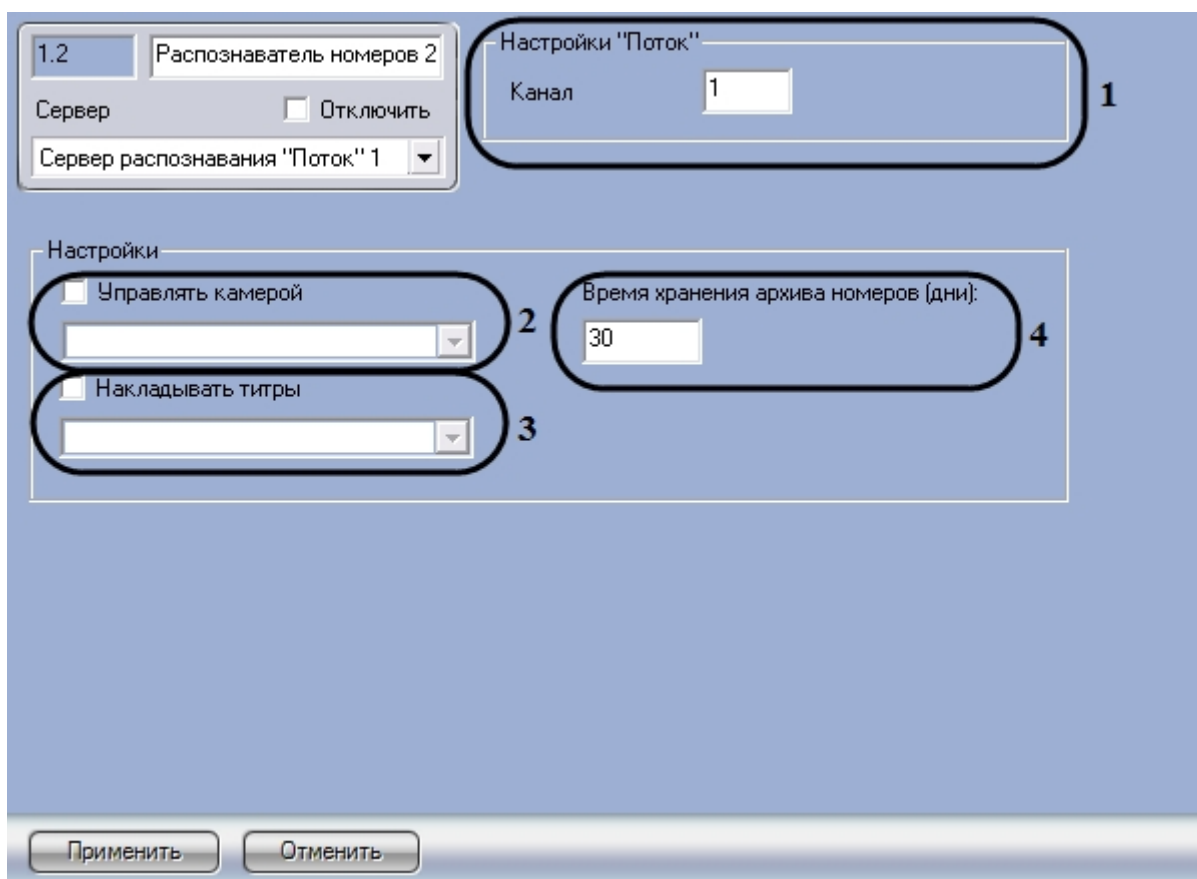 1.2 Распознаватель номеров 2
Сервер Отключить
Сервер распознавания "Поток" 1
Настройки "Поток"
Канал 1
1
Настройки
Управлять камерой
2
Накладывать титры
3
Время хранения архива номеров (дни):
30
4
Применить Отменить